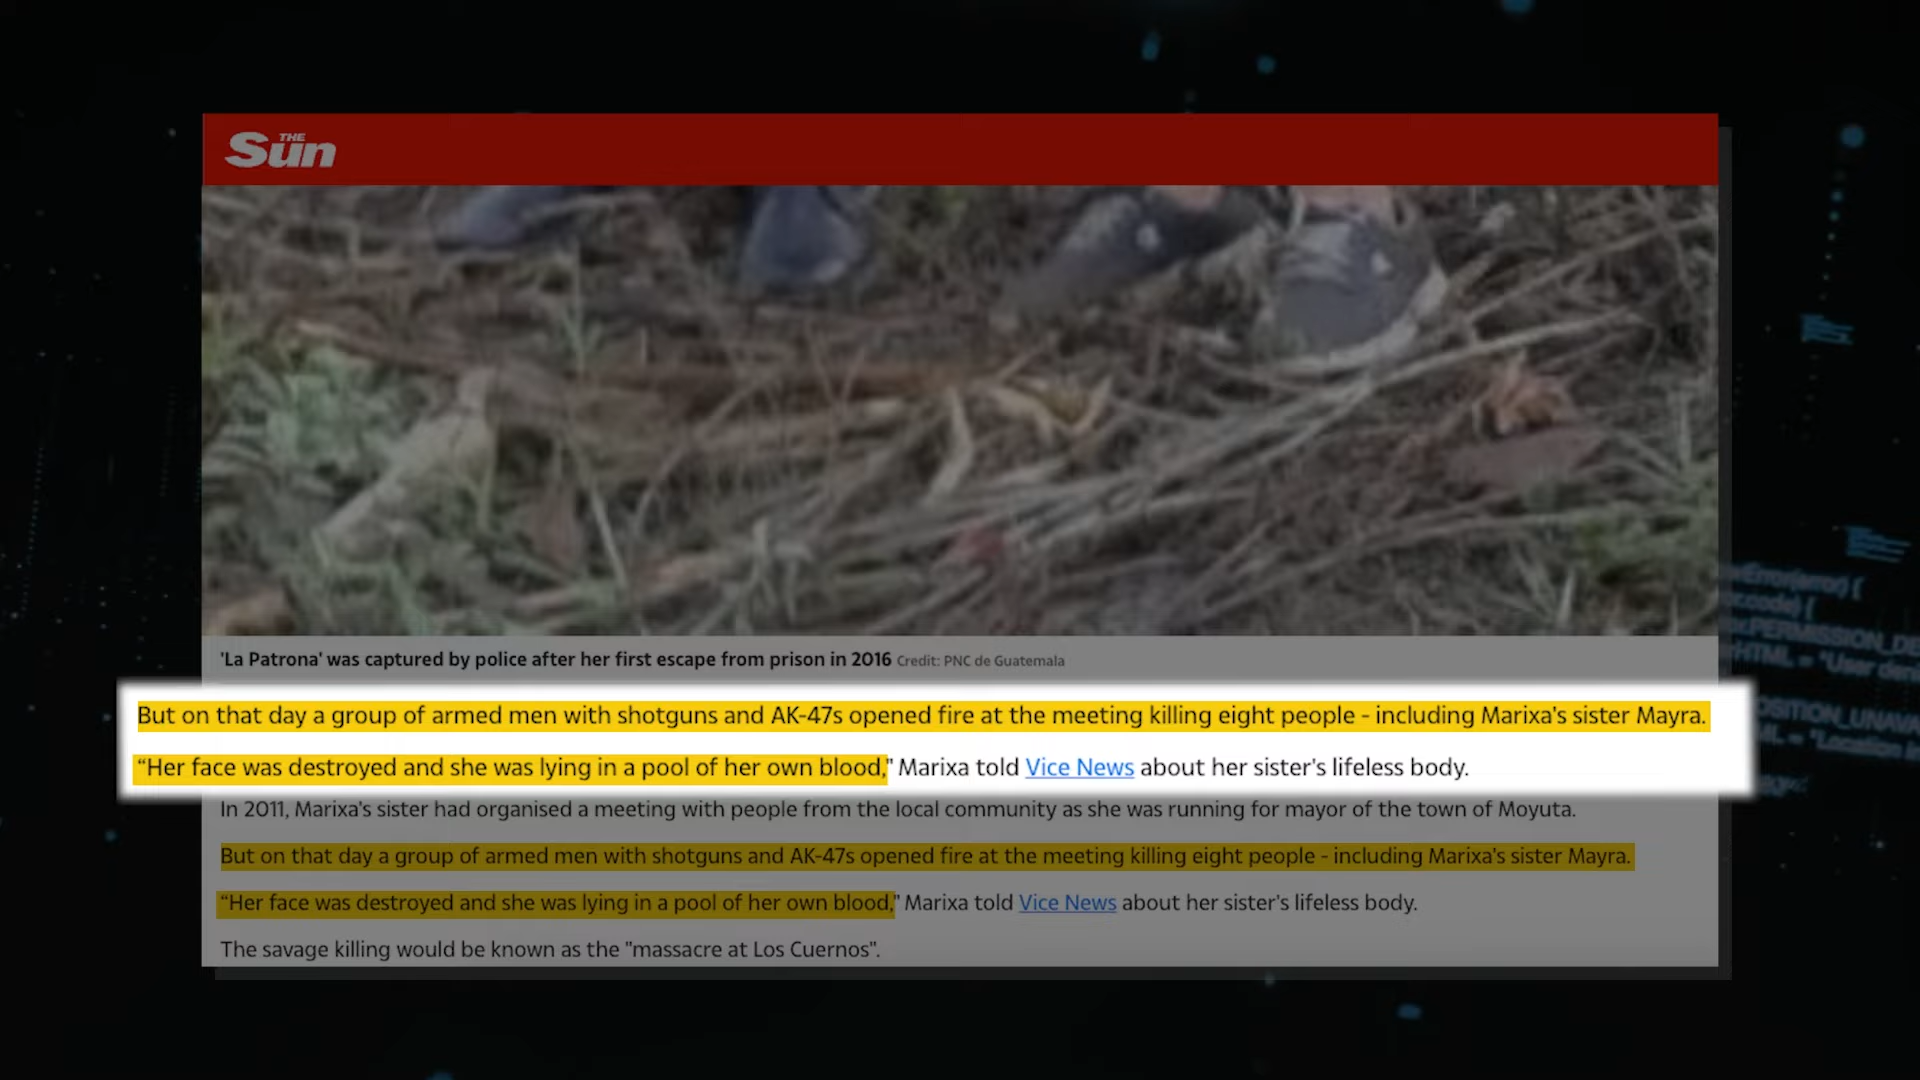 THE
Sun
'La Patrona' was captured by police after her first escape from prison in 2016 Credit: PNC de Guatemala
But on that day a group of armed men with shotguns and AK-47s opened fire at the meeting killing eight people - including Marixa's sister Mayra.
“Her face was destroyed and she was lying in a pool of her own blood," Marixa told Vice News about her sister's lifeless body.
In 2011, Marixa's sister had organised a meeting with people from the local community as she was running for mayor of the town of Moyuta.
But on that day a group of armed men with shotguns and AK-47s opened fire at the meeting killing eight people - including Marixa's sister Mayra.
“Her face was destroyed and she was lying in a pool of her own blood," Marixa told Vice News about her sister's lifeless body.
The savage killing would be known as the "massacre at Los Cuernos".